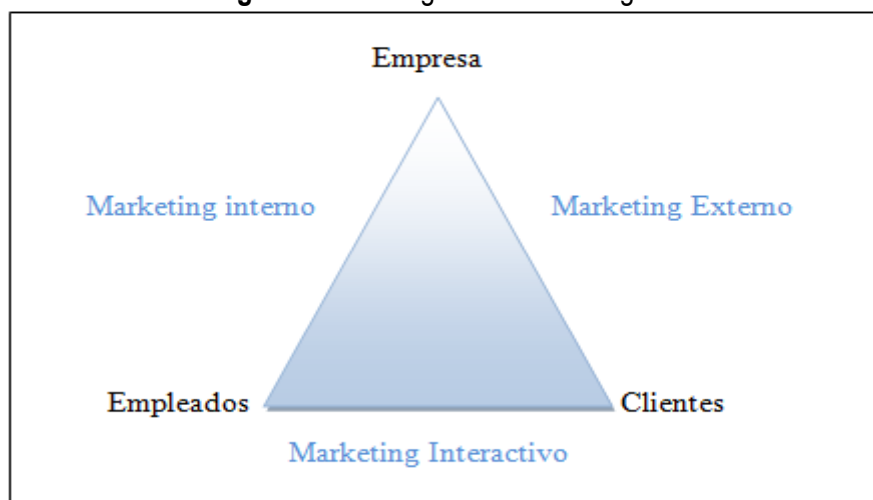 Empresa
Marketing interno
Marketing Externo
Empleados
Clientes
Marketing Interactivo